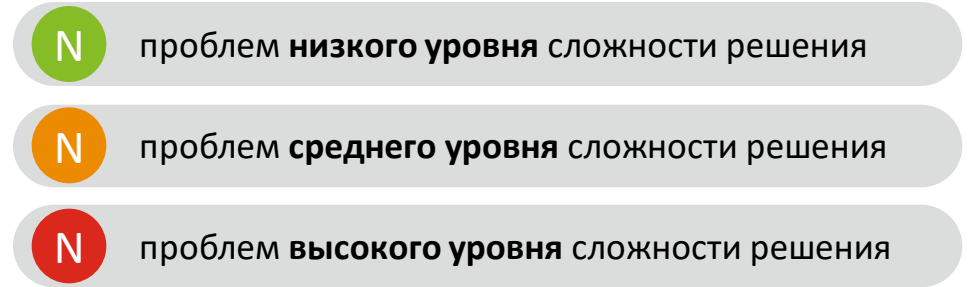 N проблем низкого уровня сложности решения
N проблем среднего уровня сложности решения
N проблем высокого уровня сложности решения